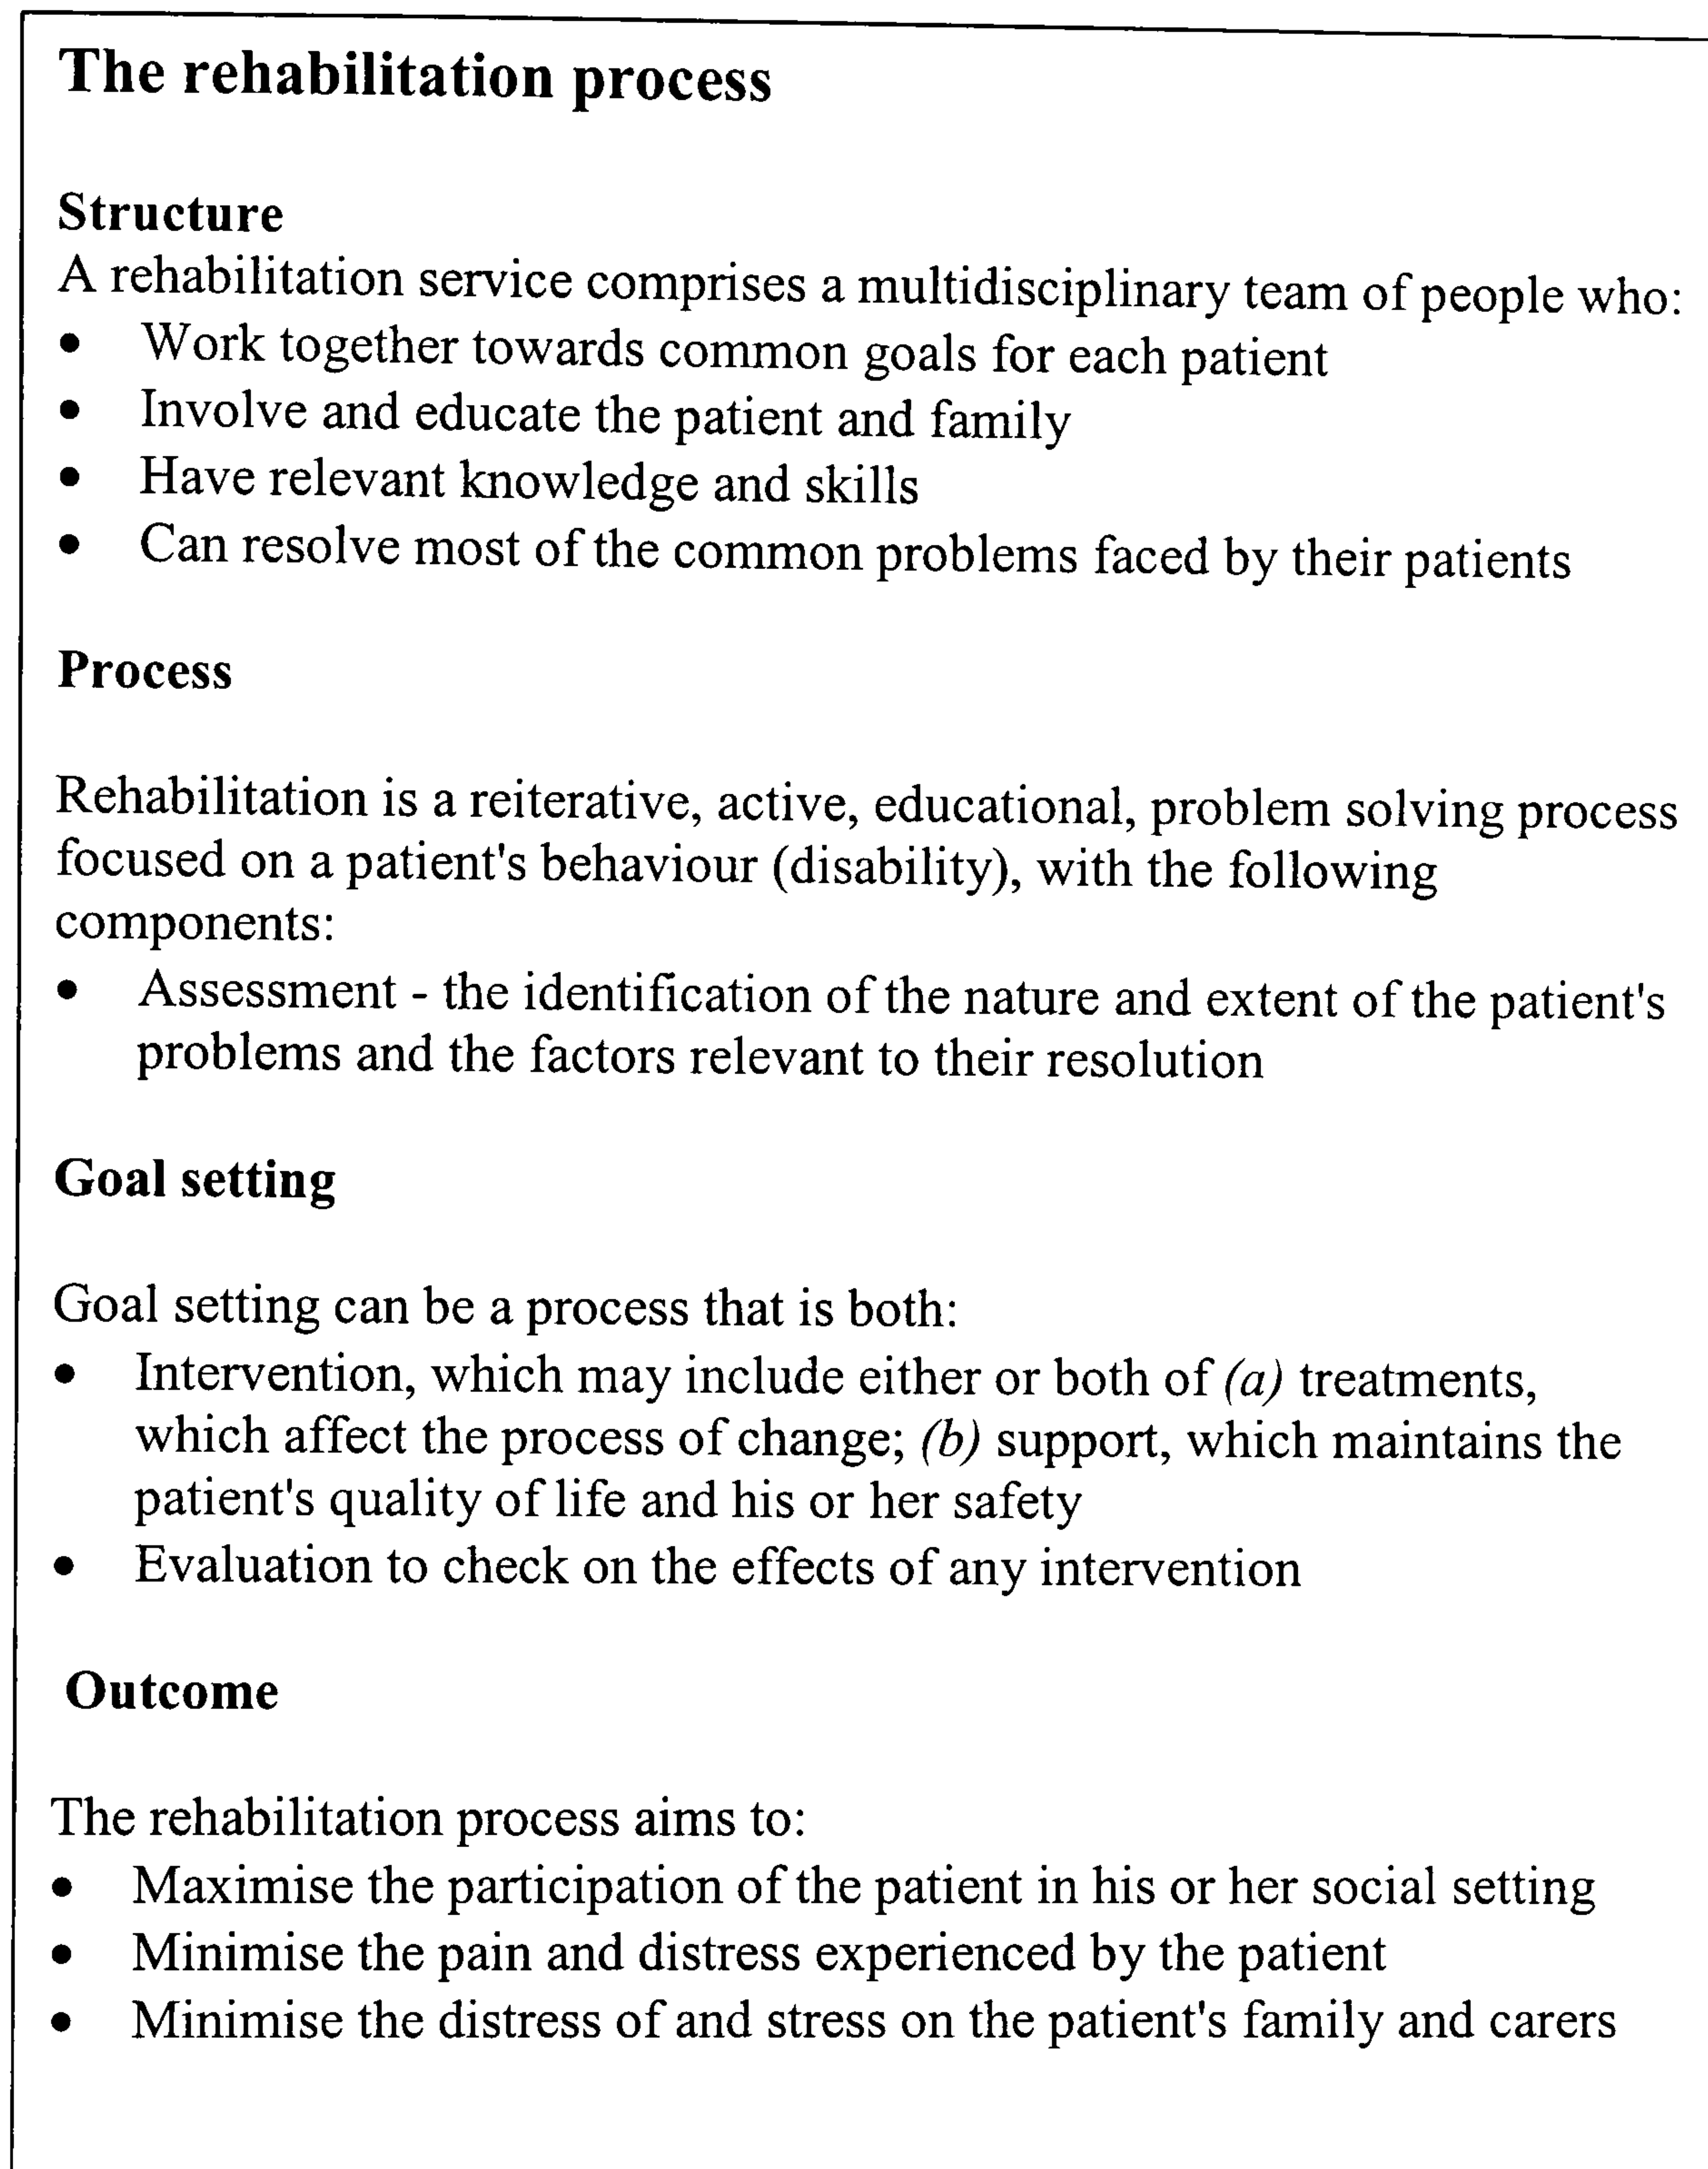 The rehabilitation process
Structure
A rehabilitation service comprises a multidisciplinary team of people who:
• Work together towards common goals for each patient
• Involve and educate the patient and family
• Have relevant knowledge and skills
• Can resolve most of the common problems faced by their patients
Process
Rehabilitation is a reiterative, active, educational, problem solving process
focused on a patient's behaviour (disability), with the following
components:
• Assessment - the identification of the nature and extent of the patient's
problems and the factors relevant to their resolution
Goal setting
Goal setting can be a process that is both:
• Intervention, which may include either or both of (a) treatments,
which affect the process of change; (b) support, which maintains the
patient's quality of life and his or her safety
• Evaluation to check on the effects of any intervention
Outcome
The rehabilitation process aims to:
• Maximise the participation of the patient in his or her social setting
• Minimise the pain and distress experienced by the patient
• Minimise the distress of and stress on the patient's family and carers